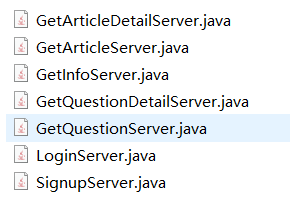 GetArticleDetailServer.java
GetArticleServer.java
GetInfoServer.java
GetQuestionDetailServer.java
GetQuestionServer.java
LoginServer.java
SignupServer.java